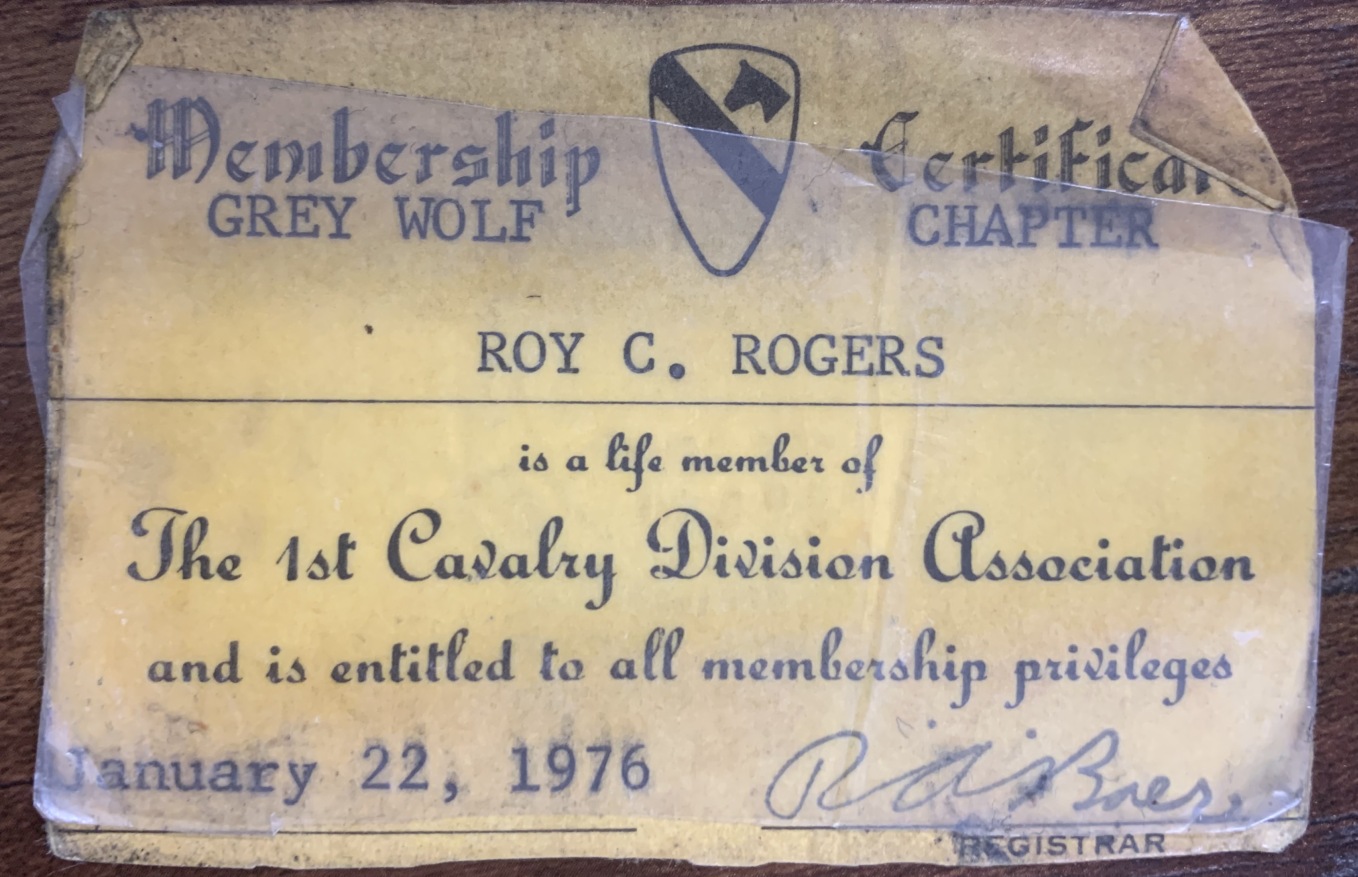 Membership
GREY WOLF CHAPTER
ROY C. ROGERS
is a life member of
The 1st Cavalry Division Association
and is entitled to all membership privileges
January 22, 1976
REGISTRAR